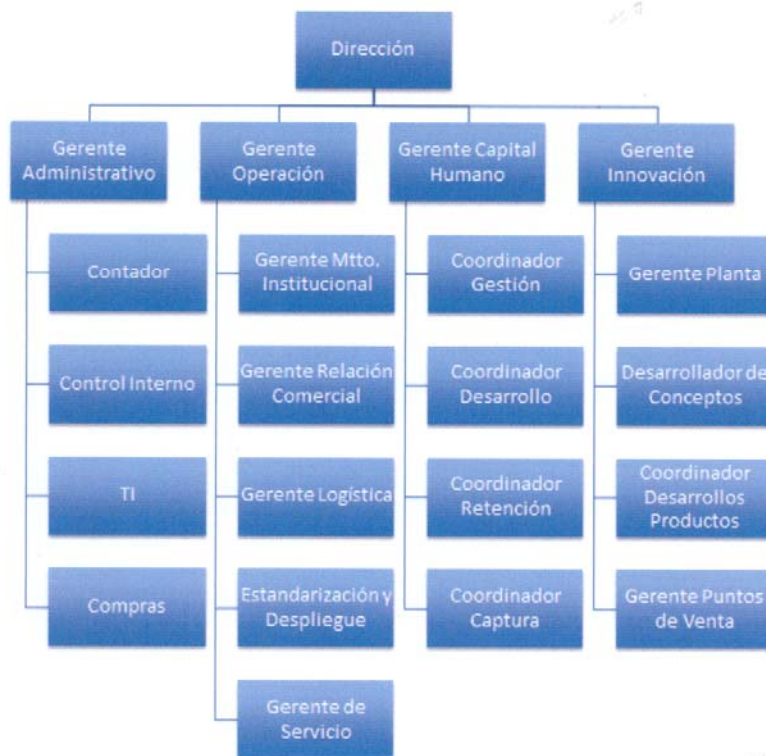 Dirección
Gerente
Administrativo
Gerente
Operación
Gerente Capital
Humano
Gerente
Innovación
Contador
Control Interno
TI
Compras
Gerente Mtto.
Institucional
Gerente Relación
Comercial
Gerente Logística
Estandarización y
Despliegue
Gerente de
Servicio
Coordinador
Gestión
Coordinador
Desarrollo
Coordinador
Retención
Coordinador
Captura
Gerente Planta
Desarrollador de
Conceptos
Coordinador
Desarrollos
Productos
Gerente Puntos
de Venta